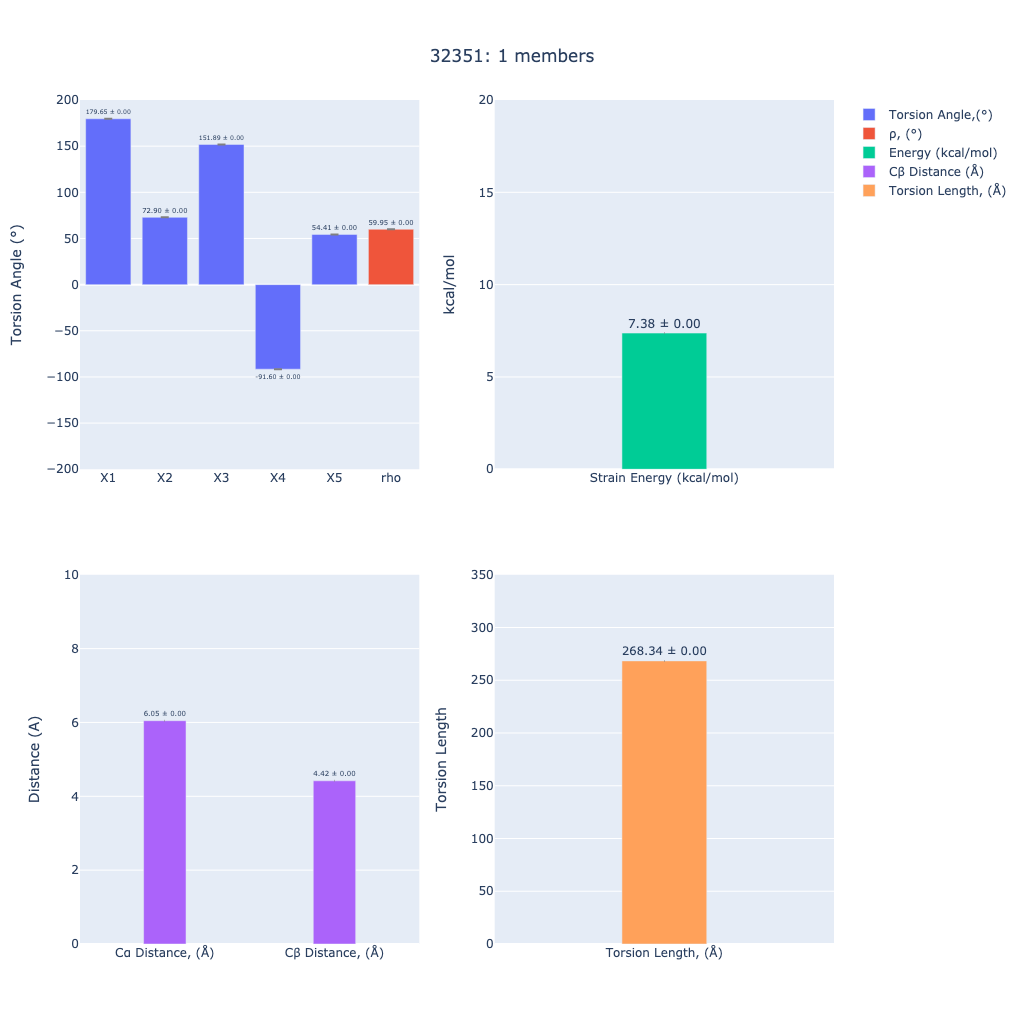 32351: 1 members
200
150
100
50
0
−50
−100
−150
−200
Torsion Angle (°)
179.65 ± 0.00
72.90 ± 0.00
151.89 ± 0.00
-91.60 ± 0.00
54.41 ± 0.00
59.95 ± 0.00
X1 X2 X3 X4 X5 rho
20
15
10
5
0
kcal/mol
7.38 ± 0.00
Strain Energy (kcal/mol)
Torsion Angle,(°)
ρ, (°)
Energy (kcal/mol)
Cβ Distance (Å)
Torsion Length, (Å)
10
8
6
4
2
0
Distance (A)
6.05 ± 0.00
4.42 ± 0.00
Cα Distance, (Å) Cβ Distance, (Å)
350
300
250
200
150
100
50
0
Torsion Length
268.34 ± 0.00
Torsion Length, (Å)